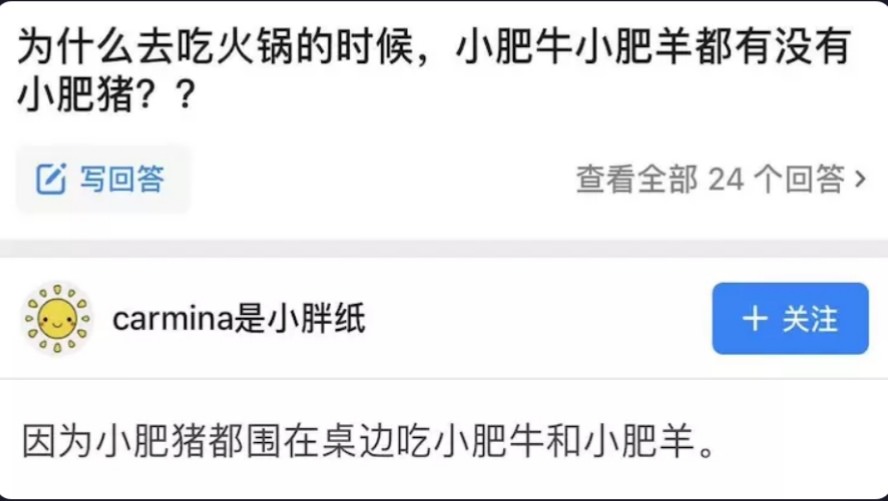 为什么去吃火锅的时候，小肥牛小肥羊都有没有
小肥猪？？
写回答
查看全部 24 个回答 >
carmina是小胖纸
+ 关注
因为小肥猪都围在桌边吃小肥牛和小肥羊。